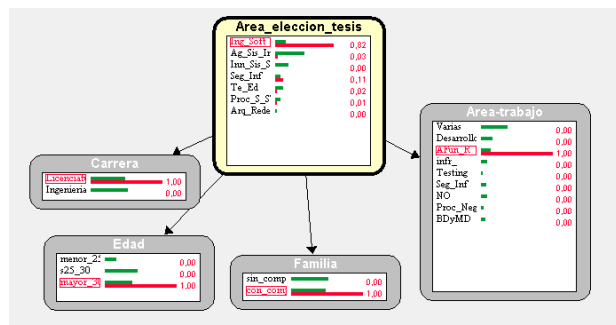 Area_eleccion_tesis
Ing_Soft 0,82
Ag_Sis_Ir 0,03
Inn_Sis_S 0,00
Seg_Inf 0,11
Te_Ed 0,02
Proc_S_S' 0,01
Arq_Rede 0,00
Area-trabajo
Varias 0,00
Desarrollo 0,00
1,00
infr_ 0,00
Testing 0,00
Seg_Inf 0,00
NO 0,00
Proc_Neg 0,00
BDyMD 0,00
Carrera
Licenciat 1,00
Ingenieria 0,00
Edad
menor_25 0,00
s25_30 0,00
mayor_30 1,00
Familia
sin_comp 0,00
con_com 1,00